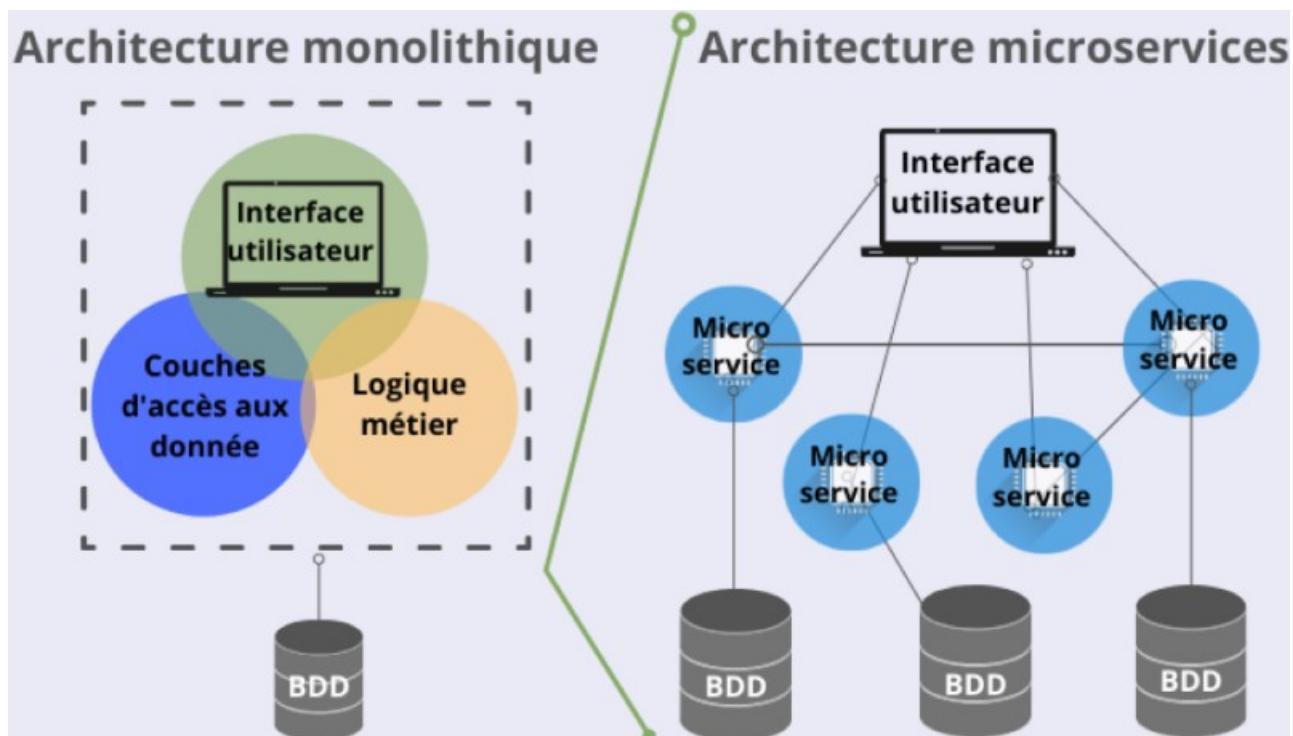 Architecture monolithique
Interface
utilisateur
Couches
d'accès aux
donnée
Logique
métier
BDD
Architecture microservices
Interface
utilisateur
Micro
service
Micro
service
Micro
service
Micro
service
BDD
BDD
BDD